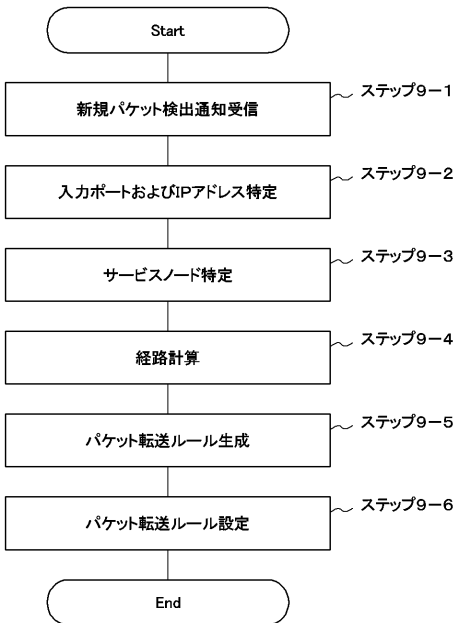 Start
新規パケット検出通知受信
ステップ9－1
入力ポートおよびIPアドレス特定
ステップ9－2
サービスノード特定
ステップ9－3
経路計算
ステップ9－4
パケット転送ルール生成
ステップ9－5
パケット転送ルール設定
ステップ9－6
End